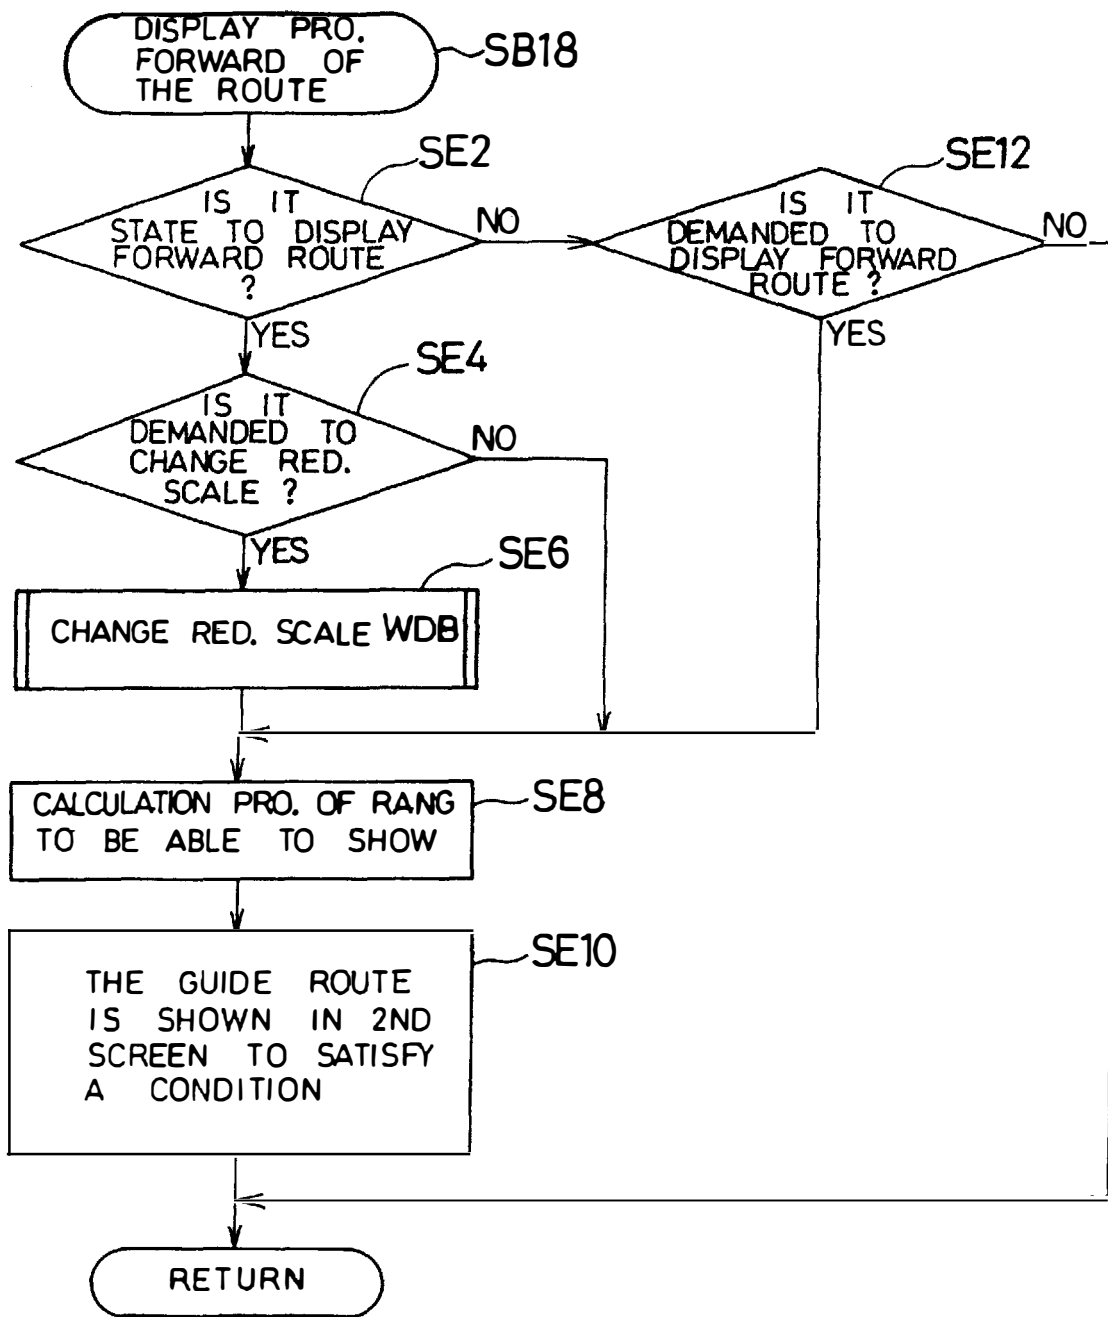 DISPLAY PRO.
FORWARD OF
THE ROUTE
SB18
SE2
IS IT
STATE TO DISPLAY
FORWARD ROUTE
?
NO
YES
SE12
IS IT
DEMANDED TO
DISPLAY FORWARD
ROUTE ?
NO
YES
SE4
IS IT
DEMANDED TO
CHANGE RED.
SCALE ?
NO
YES
SE6
CHANGE RED. SCALE WDB
SE8
CALCULATION PRO. OF RANG
TO BE ABLE TO SHOW
SE10
THE GUIDE ROUTE
IS SHOWN IN 2ND
SCREEN TO SATISFY
A CONDITION
RETURN